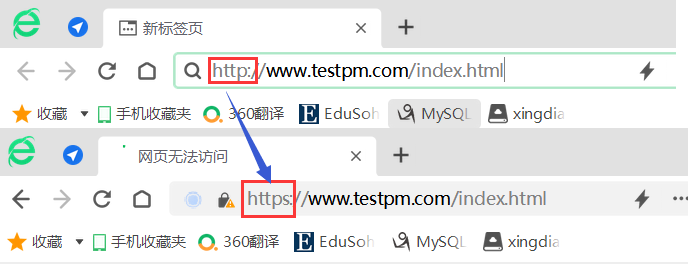 新标签页
http://www.testpm.com/index.html
收藏 手机收藏夹 360翻译 EduSoh MySQL xingdia
网页无法访问
https://www.testpm.com/index.html
收藏 手机收藏夹 360翻译 EduSoh MySQL xingdia